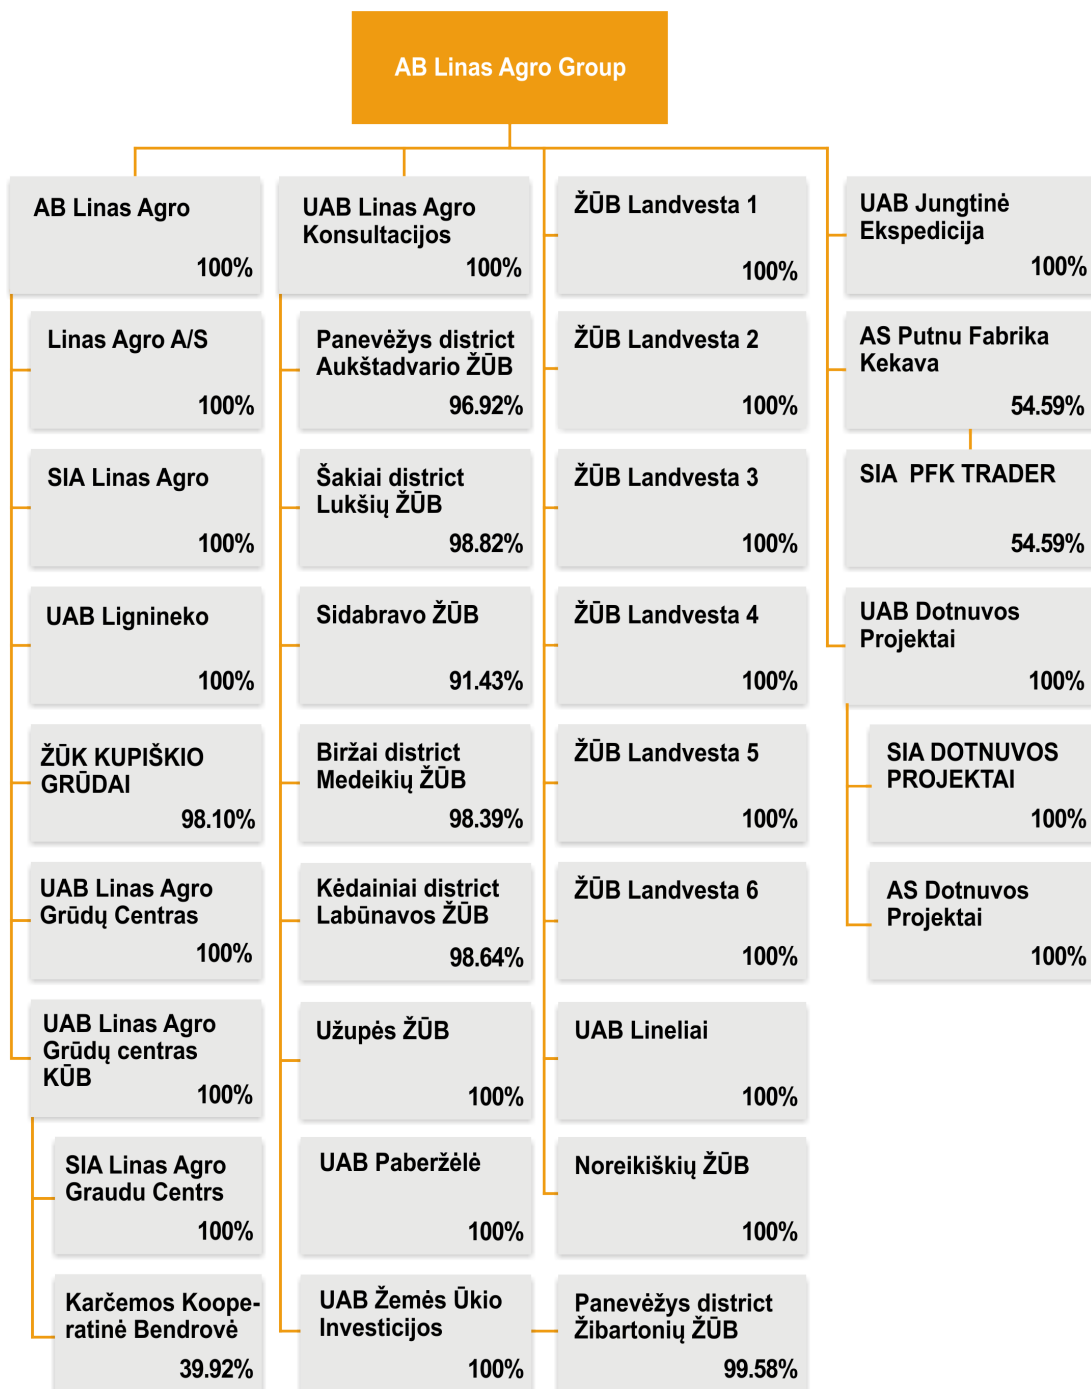 AB Linas Agro Group
AB Linas Agro
100%
Linas Agro A/S
100%
SIA Linas Agro
100%
UAB Lignineko
100%
ŽŪK KUPIŠKIO
GRŪDAI
98.10%
UAB Linas Agro
Grūdų Centras
100%
UAB Linas Agro
Grūdų centras
KŪB
100%
SIA Linas Agro
Graudu Centrs
100%
Karčemos Koope-
ratinė Bendrovė
39.92%
UAB Linas Agro
Konsultacijos
100%
Panevėžys district
Aukštadvario ŽŪB
96.92%
Šakiai district
Lukšių ŽŪB
98.82%
Sidabravo ŽŪB
91.43%
Biržai district
Medeikių ŽŪB
98.39%
Kėdainiai district
Labūnavos ŽŪB
98.64%
Užupės ŽŪB
100%
UAB Paberžėlė
100%
UAB Žemės Ūkio
Investicijos
100%
ŽŪB Landvesta 1
100%
ŽŪB Landvesta 2
100%
ŽŪB Landvesta 3
100%
ŽŪB Landvesta 4
100%
ŽŪB Landvesta 5
100%
ŽŪB Landvesta 6
100%
UAB Lineliai
100%
Noreikiškių ŽŪB
100%
Panevėžys district
Žibartonių ŽŪB
99.58%
UAB Jungtinė
Ekspedicija
100%
AS Putnu Fabrika
Kekava
54.59%
SIA PFK TRADER
54.59%
UAB Dotnuvos
Projektai
100%
SIA DOTNUVOS
PROJEKTAI
100%
AS Dotnuvos
Projektai
100%